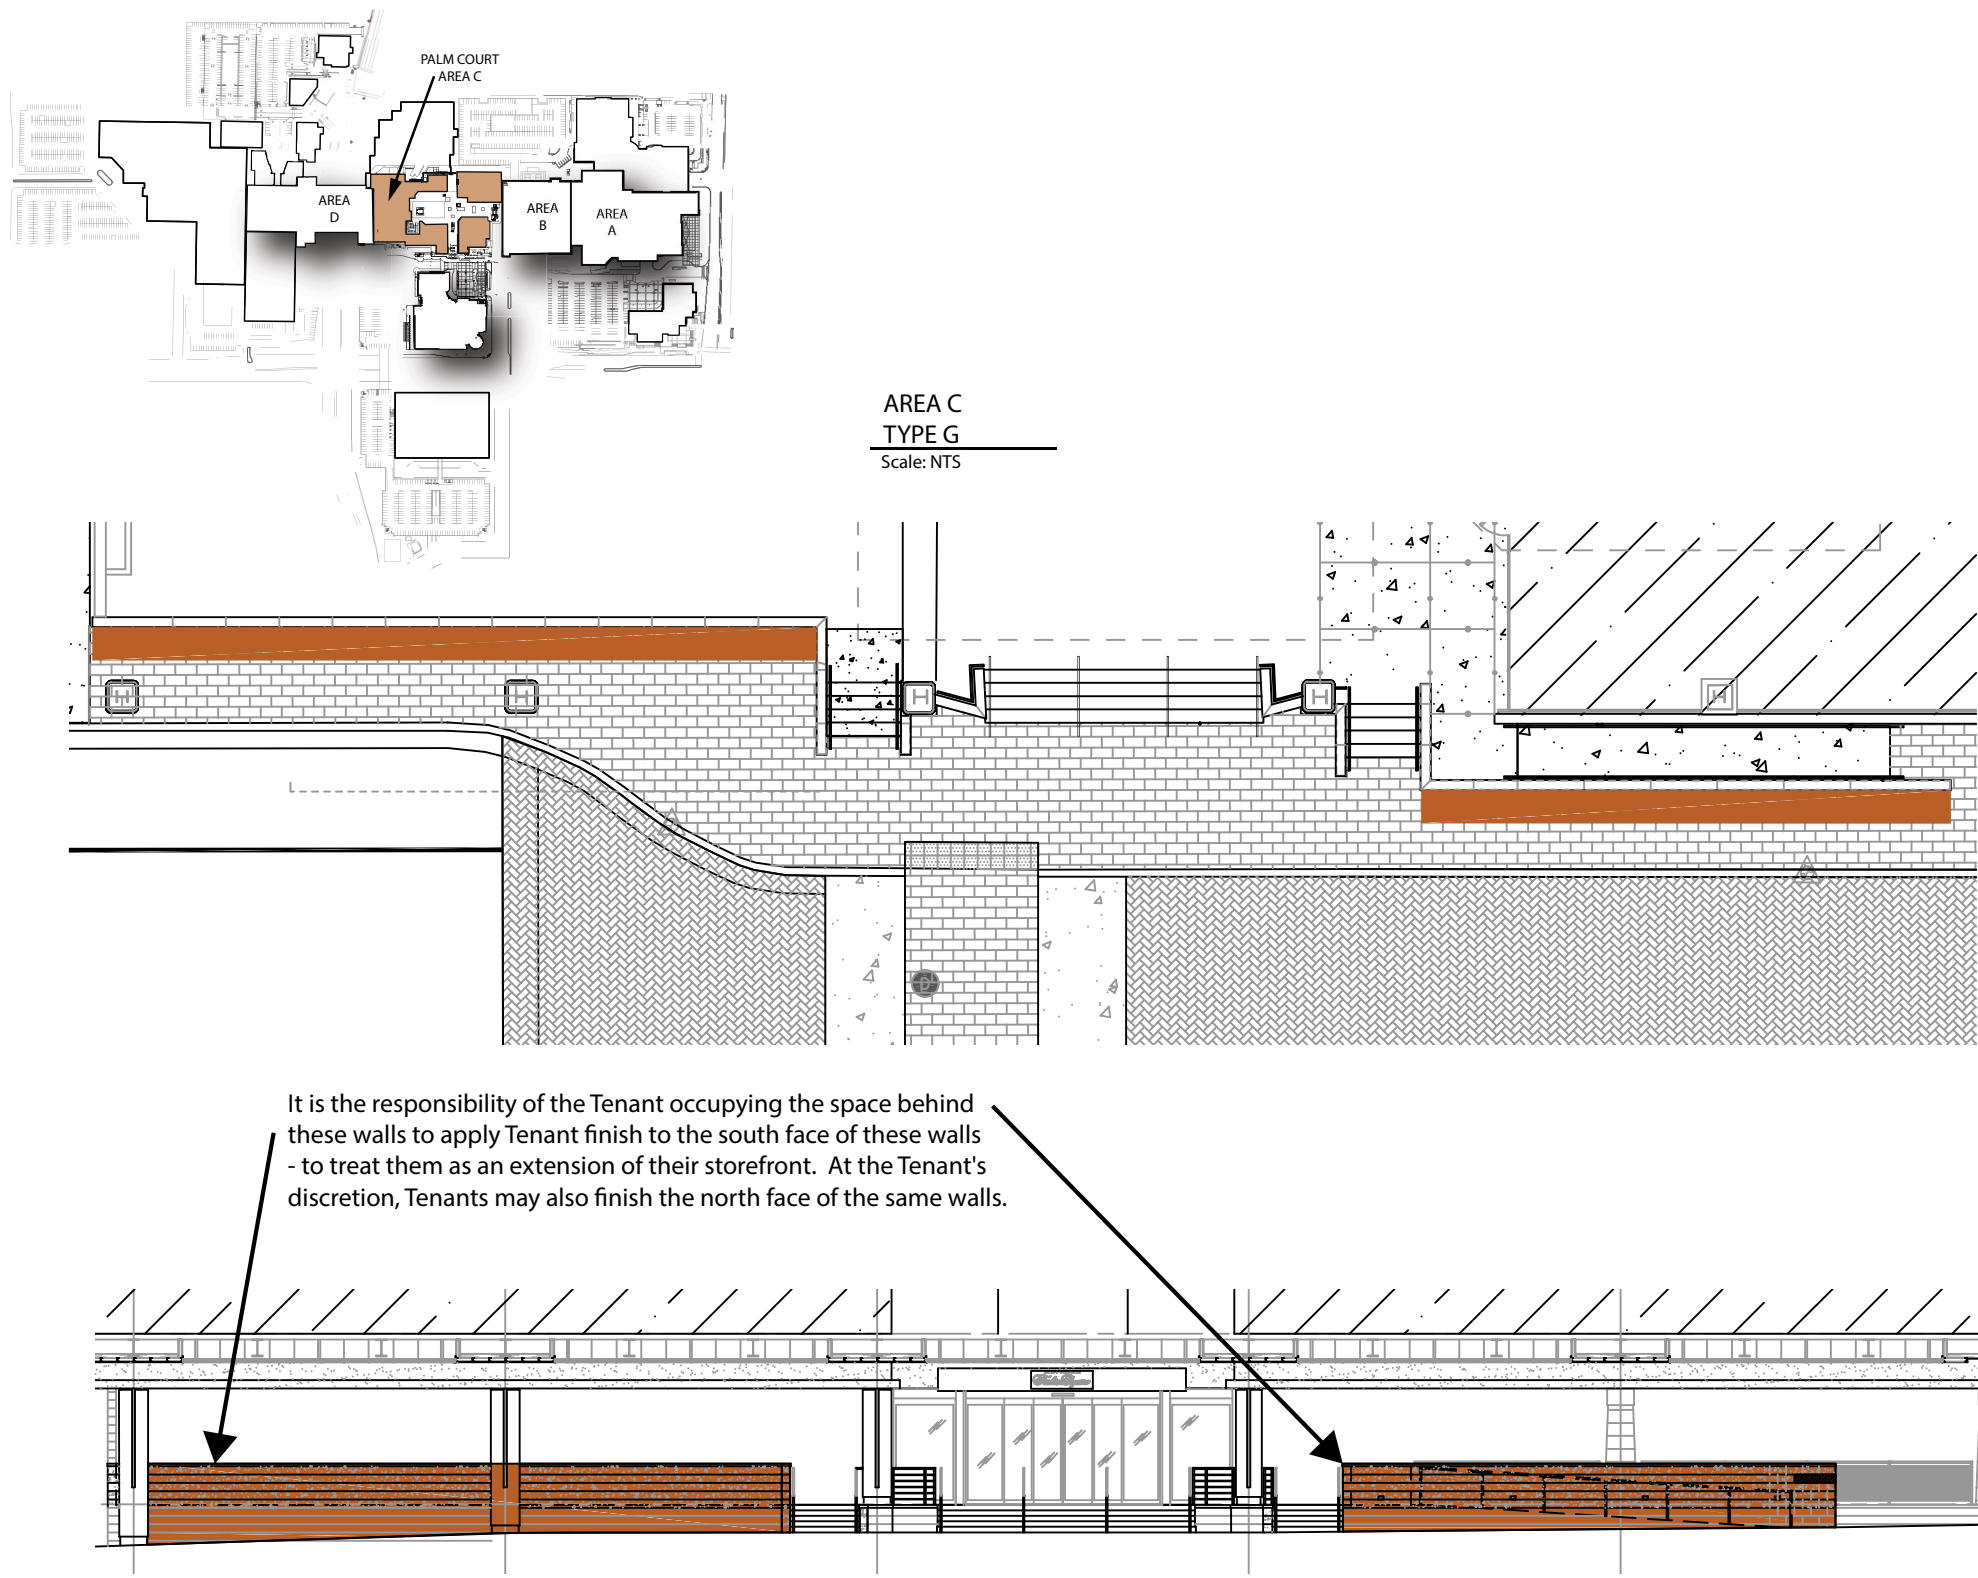 PALM COURT
AREA C
AREA
D
AREA
B
AREA
A
AREA C
TYPE G
Scale: NTS
H
H
H
H
H
D
It is the responsibility of the Tenant occupying the space behind
these walls to apply Tenant finish to the south face of these walls
- to treat them as an extension of their storefront.  At the Tenant's
discretion, Tenants may also finish the north face of the same walls.